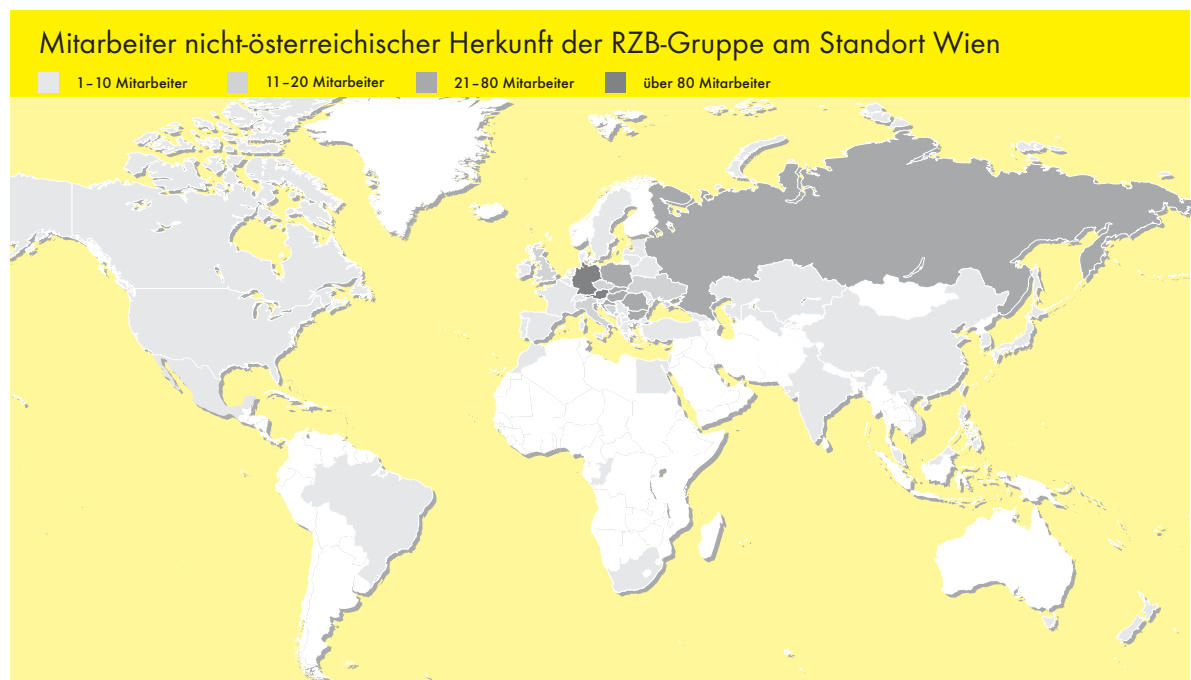 Mitarbeiter nicht-österreichischer Herkunft der RZB-Gruppe am Standort Wien
1–10 Mitarbeiter 11–20 Mitarbeiter 21–80 Mitarbeiter über 80 Mitarbeiter